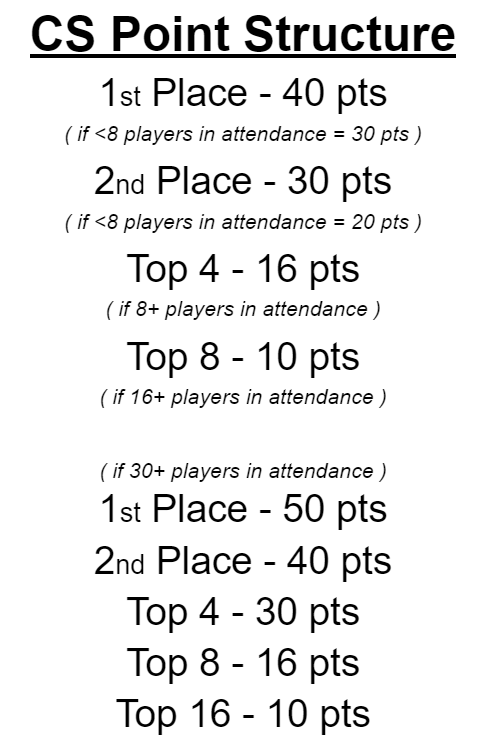 CS Point Structure
1st Place - 40 pts
( if <8 players in attendance = 30 pts )
2nd Place - 30 pts
( if <8 players in attendance = 20 pts )
Top 4 - 16 pts
( if 8+ players in attendance )
Top 8 - 10 pts
( if 16+ players in attendance )
( if 30+ players in attendance )
1st Place - 50 pts
2nd Place - 40 pts
Top 4 - 30 pts
Top 8 - 16 pts
Top 16 - 10 pts